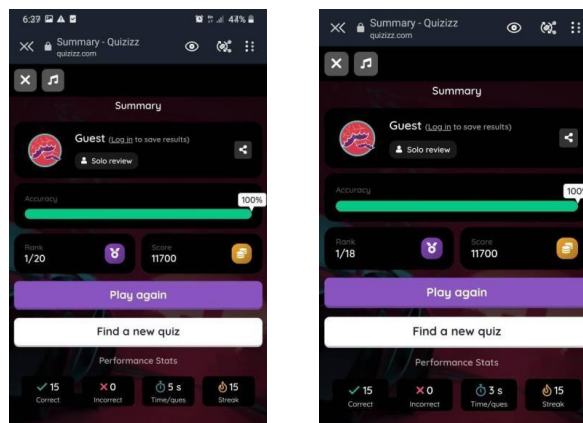 6:39 44%
Summary - Quizizz
quizizz.com
Summary
Guest (Log in to save results)
Solo review
Accuracy
100%
Rank
1/20
Score
11700
Play again
Find a new quiz
Performance Stats
15
Correct
0
Incorrect
5 s
Time/ques
15
Streak
Summary - Quizizz
quizizz.com
Summary
Guest (Log in to save results)
Solo review
Accuracy
100%
Rank
1/18
Score
11700
Play again
Find a new quiz
Performance Stats
15
Correct
0
Incorrect
3 s
Time/ques
15
Streak